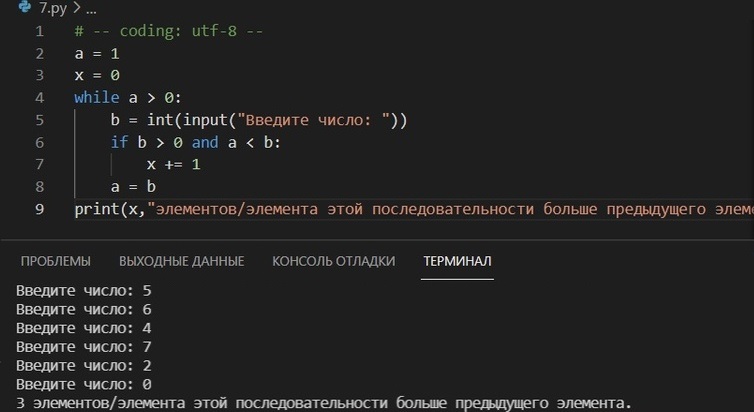 7.py > ...
1 # -- coding: utf-8 --
2 a = 1
3 x = 0
4 while a > 0:
5 b = int(input("Введите число: "))
6 if b > 0 and a < b:
7 x += 1
8 a = b
9 print(x,"элементов/элемента этой последовательности больше предыдущего элем
ПРОБЛЕМЫ ВЫХОДНЫЕ ДАННЫЕ КОНСОЛЬ ОТЛАДКИ ТЕРМИНАЛ
Введите число: 5
Введите число: 6
Введите число: 4
Введите число: 7
Введите число: 2
Введите число: 0
3 элементов/элемента этой последовательности больше предыдущего элемента.